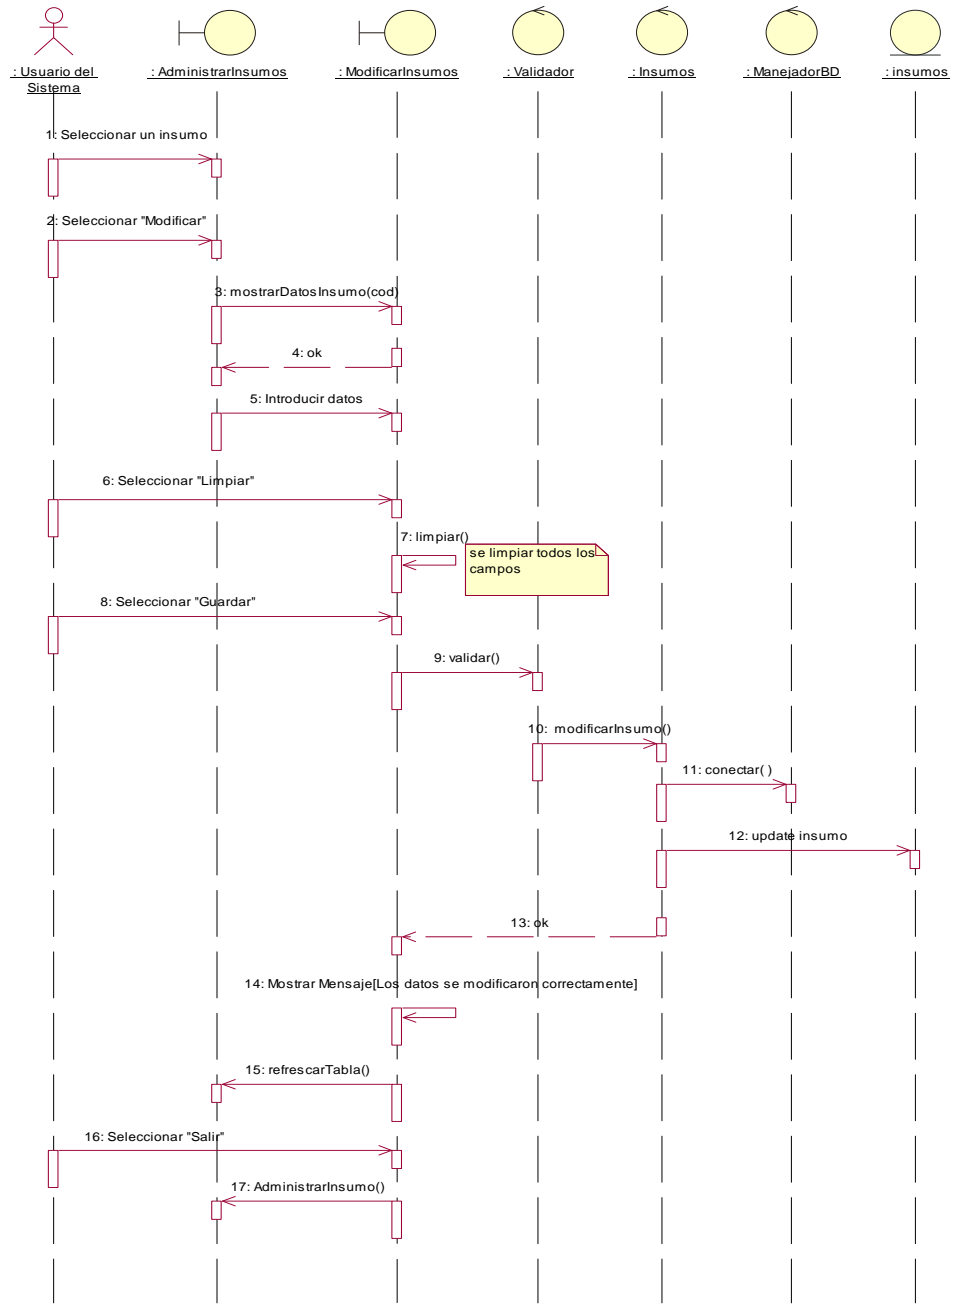 : Usuario del
Sistema
: AdministrarInsumos
: ModificarInsumos
: Validador
: Insumos
: ManejadorBD
: insumos
1: Seleccionar un insumo
2: Seleccionar "Modificar"
3: mostrarDatosInsumo(cod)
4: ok
5: Introducir datos
6: Seleccionar "Limpiar"
7: limpiar()
se limpiar todos los
campos
8: Seleccionar "Guardar"
9: validar()
10: modificarInsumo()
11: conectar( )
12: update insumo
13: ok
14: Mostrar Mensaje[Los datos se modificaron correctamente]
15: refrescarTabla()
16: Seleccionar "Salir"
17: AdministrarInsumo()